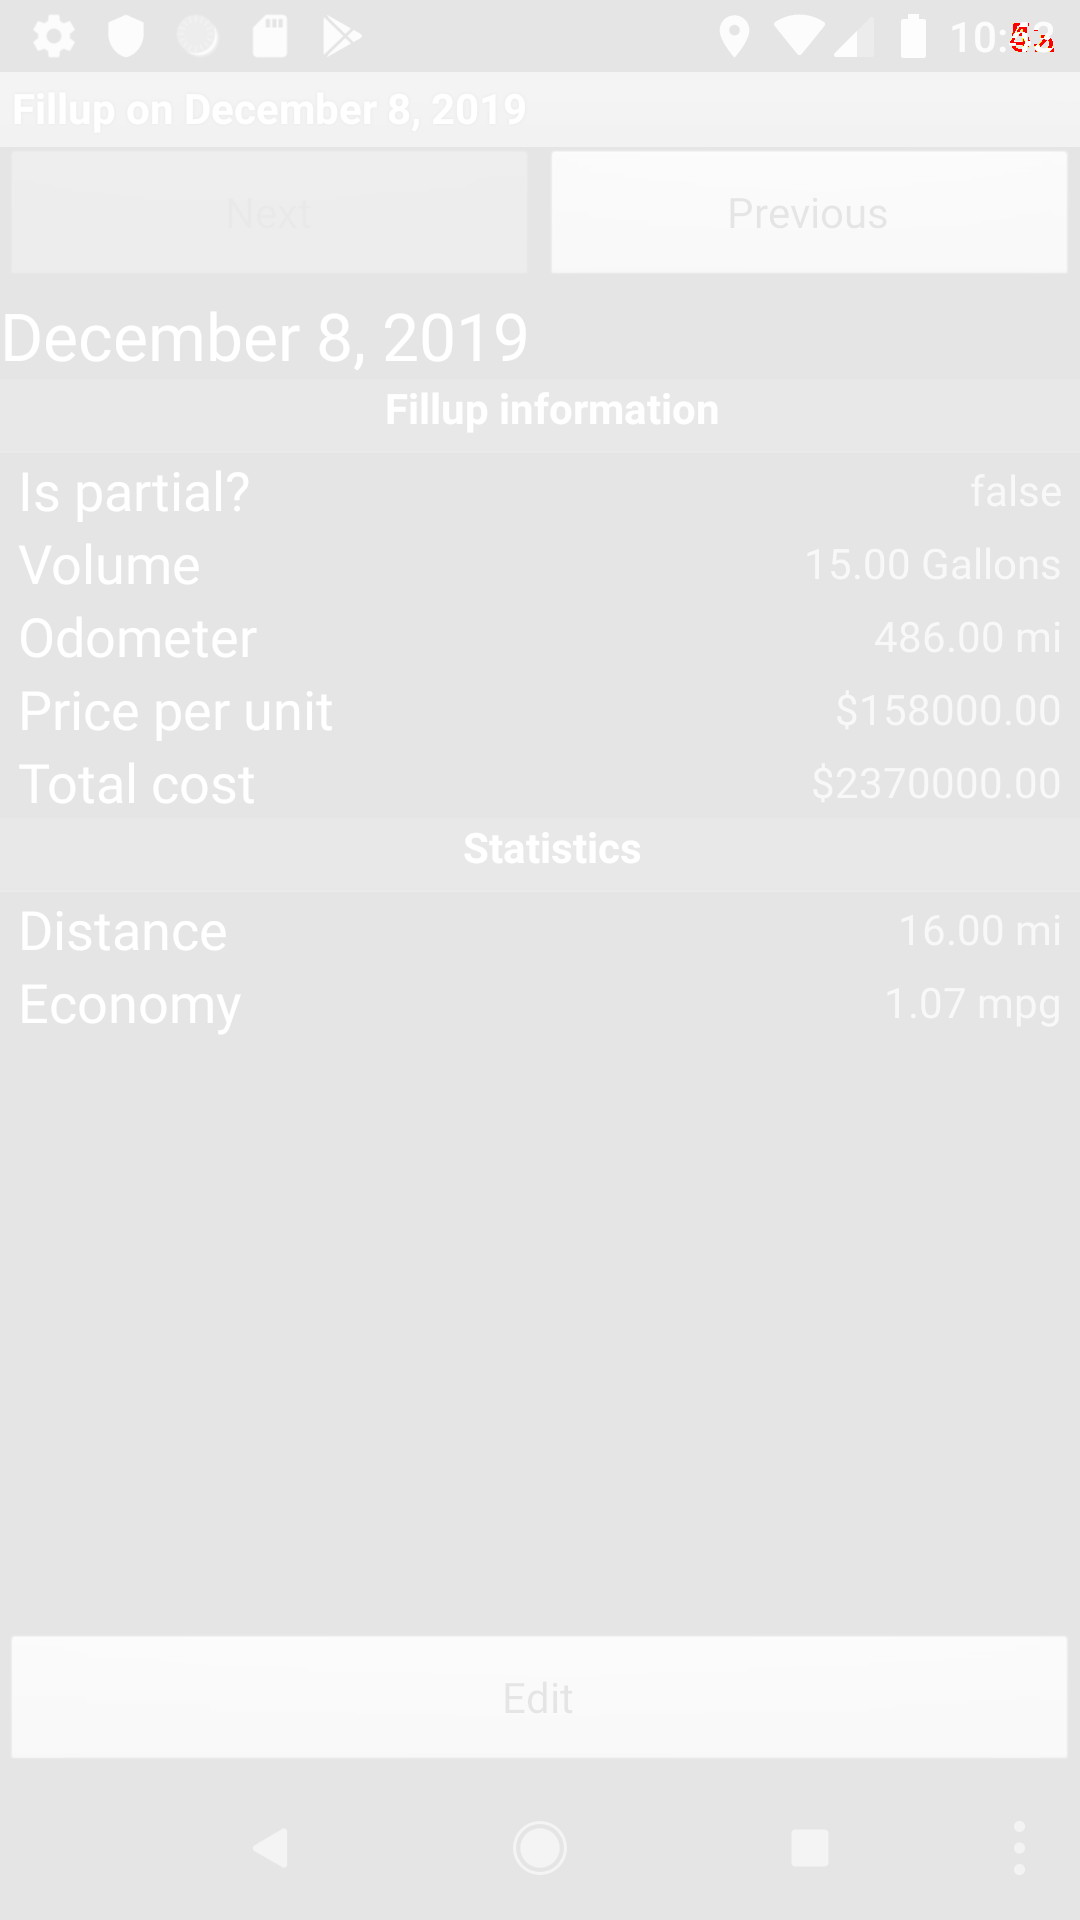 Fillup on December 8, 2019
Next Previous
December 8, 2019
Fillup information
Is partial? false
Volume 15.00 Gallons
Odometer 486.00 mi
Price per unit $158000.00
Total cost $2370000.00
Statistics
Distance 16.00 mi
Economy 1.07 mpg
Edit